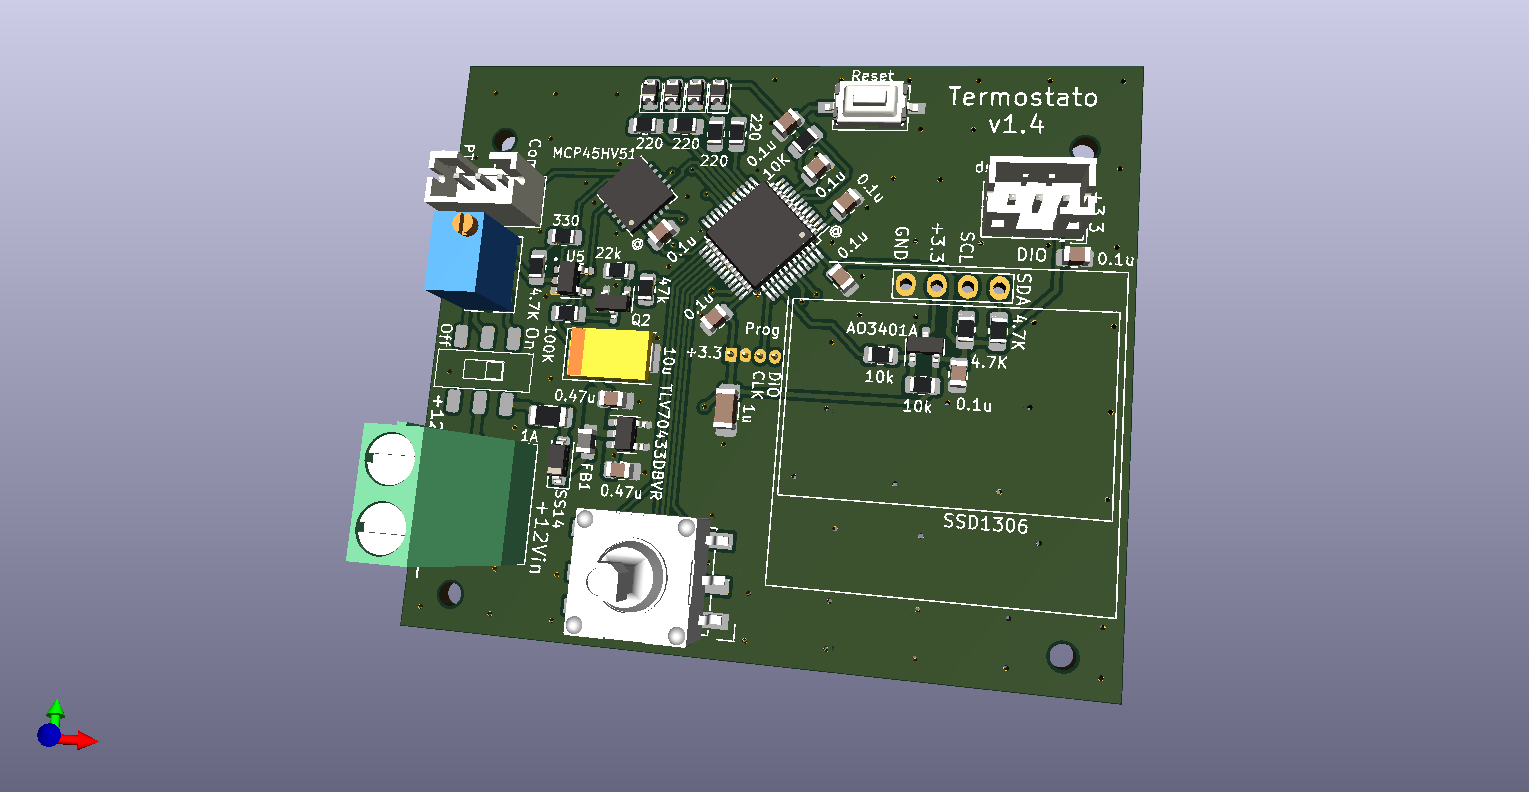 Reset
Termostato
v1.4
220
220
220
220
MCP45HV51
0.1u
10K
0.1u
0.1u
@
@
0.1u
0.1u
330
U5
22k
47K
4.7K
100K
Q2
0.1u
GND
+3.3
SCL
SDA
DIO
0.1u
+3.3
Off
On
Prog
+3.3
CLK
DIO
AO3401A
4.7K
4.7K
10k
10k
0.1u
10u
TLV70433DBVR
0.47u
1u
1A
FB1
0.47u
SS14
+12Vin
SSD1306